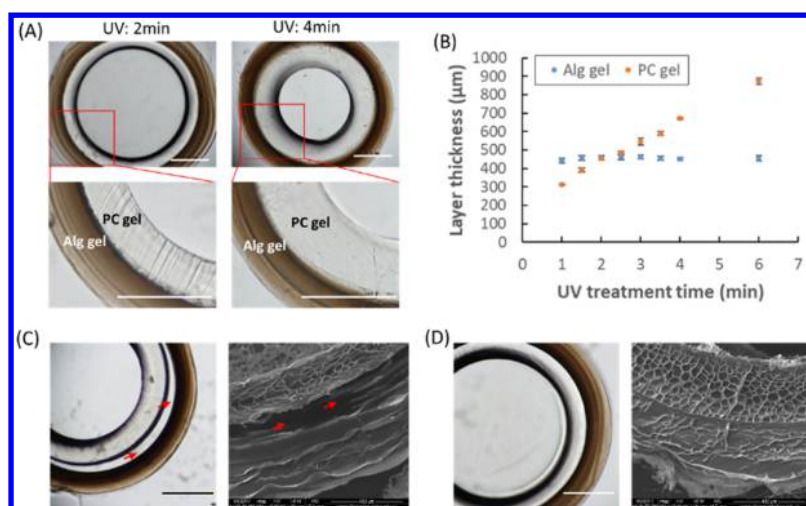 (A)
UV: 2min
UV: 4min
PC gel
Alg gel
PC gel
Alg gel
(B)
Layer thickness (µm)
1000
900
800
700
600
500
400
300
200
100
0
Alg gel
PC gel
0 1 2 3 4 5 6 7
UV treatment time (min)
(C)
(D)